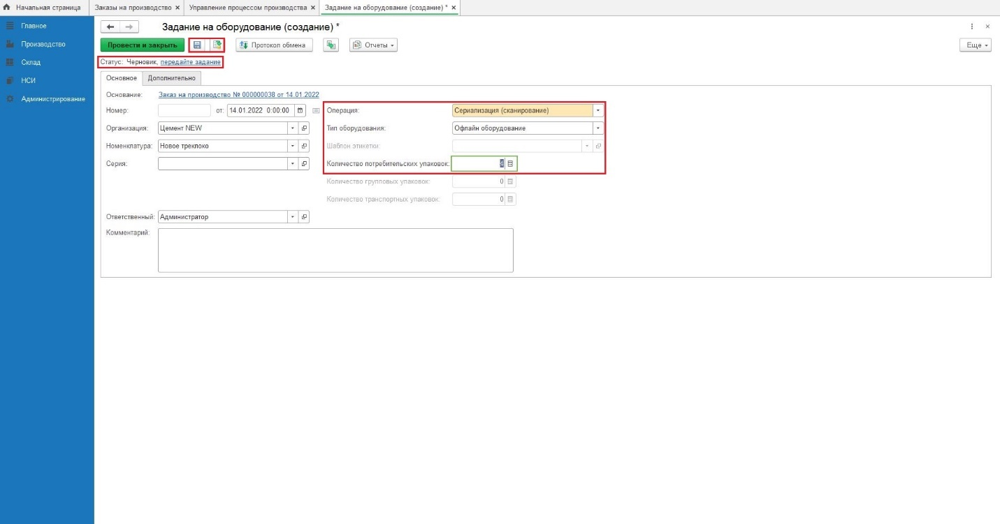 Начальная страница
Заказы на производство
Управление процессом производства
Задание на оборудование (создание) *
Главное
Производство
Склад
НСИ
Администрирование
Задание на оборудование (создание) *
Провести и закрыть
Протокол обмена
Отчеты
Еще
Статус: Черновик, передайте задание
Основное
Дополнительно
Основание: Заказ на производство № 000000038 от 14.01.2022
Номер: от: 14.01.2022 0:00:00
Операция: Сериализация (сканирование)
Организация: Цемент NEW
Тип оборудования: Офлайн оборудование
Номенклатура: Новое треклоко
Шаблон этикетки:
Серия:
Количество потребительских упаковок:
Количество групповых упаковок: 0
Количество транспортных упаковок: 0
Ответственный: Администратор
Комментарий: